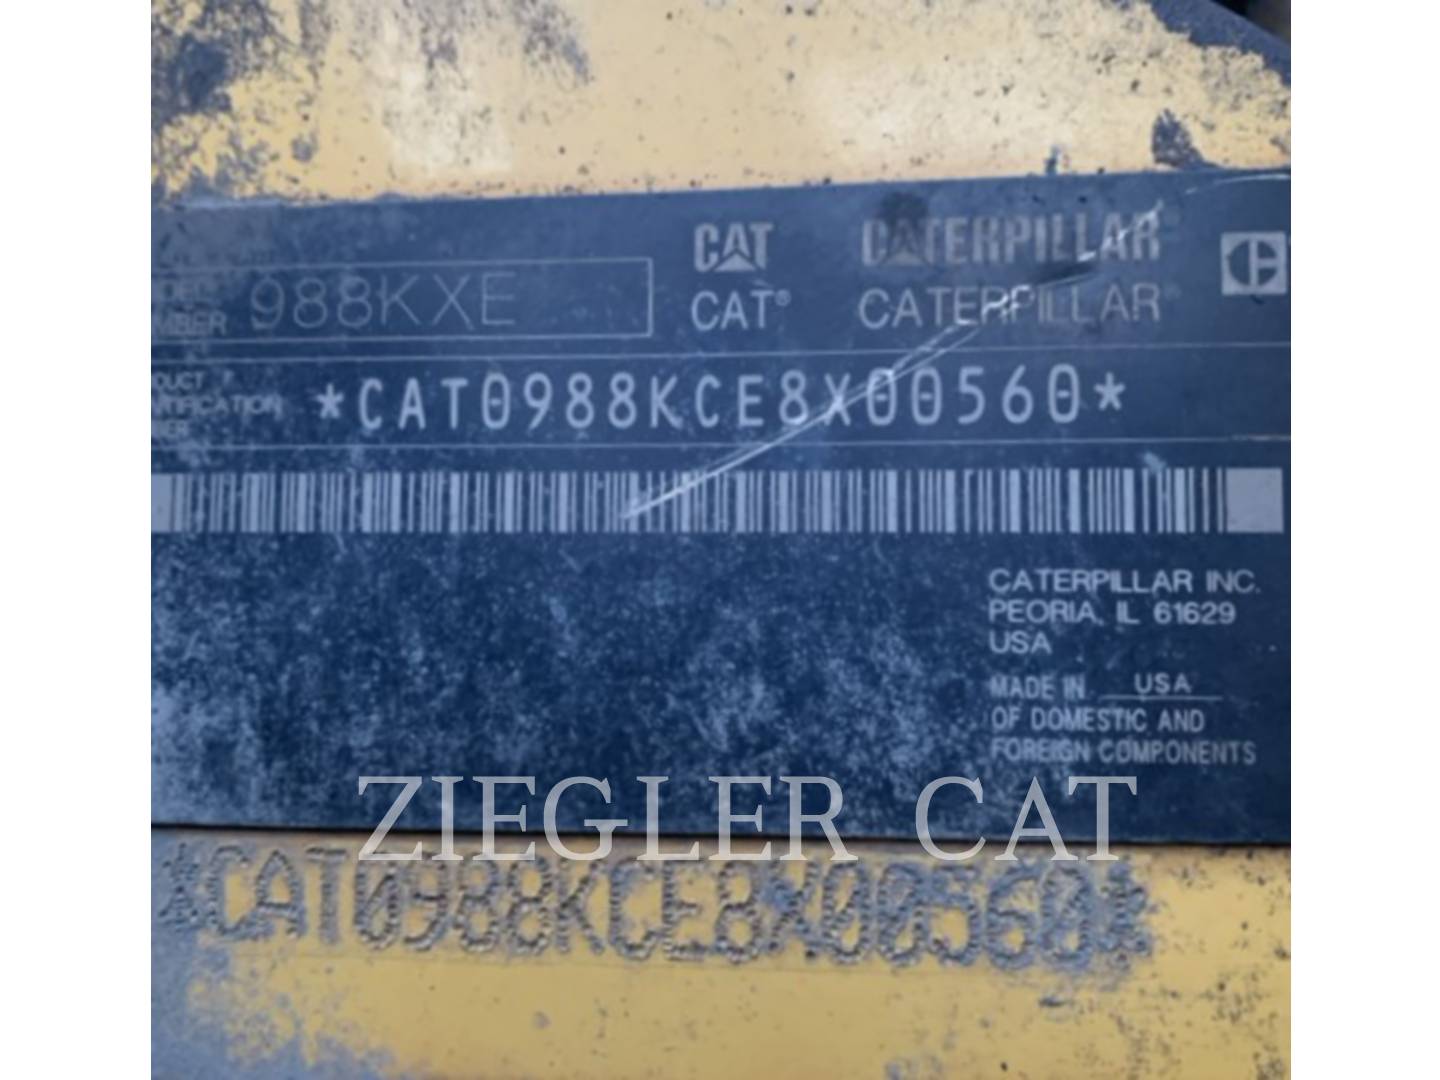 CAT CATERPILLAR
988KXE CAT® CATERPILLAR
*CAT0988KCE8X00560*
CATERPILLAR INC.
PEORIA, IL 61629
USA
MADE IN USA
OF DOMESTIC AND
FOREIGN COMPONENTS
ZIEGLER CAT
*CAT0988KCE8X00560*